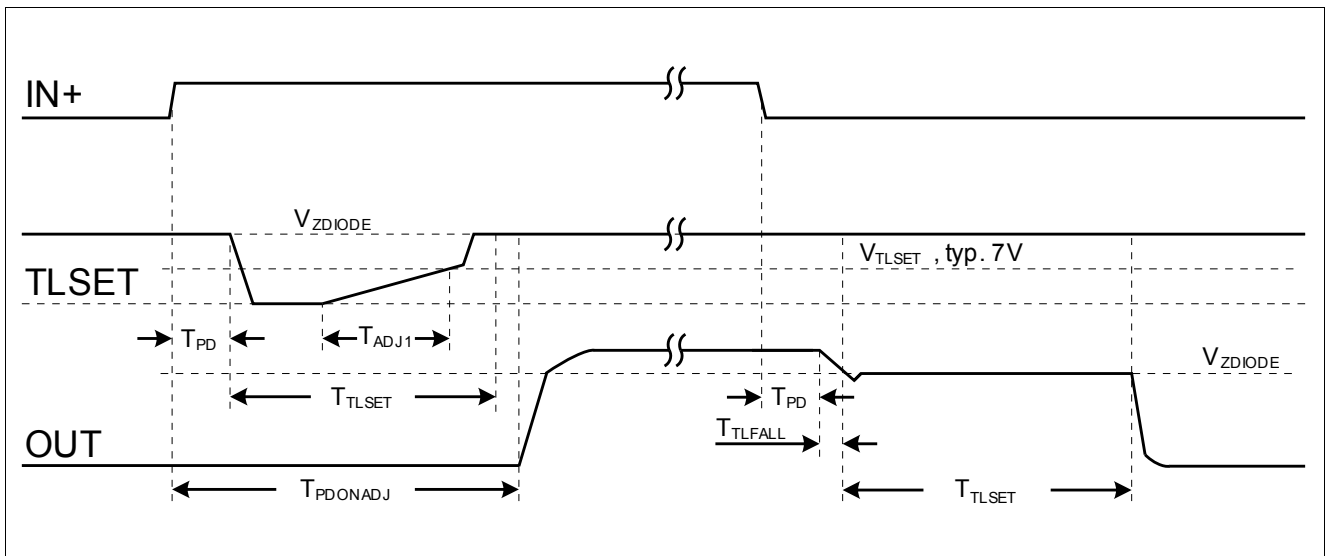 IN+
VZDIODE
VTLSET , typ. 7V
TLSET
TPD
TADJ1
VZDIODE
TTLSET
TPD
TTLFALL
OUT
TPDONADJ
TTLSET